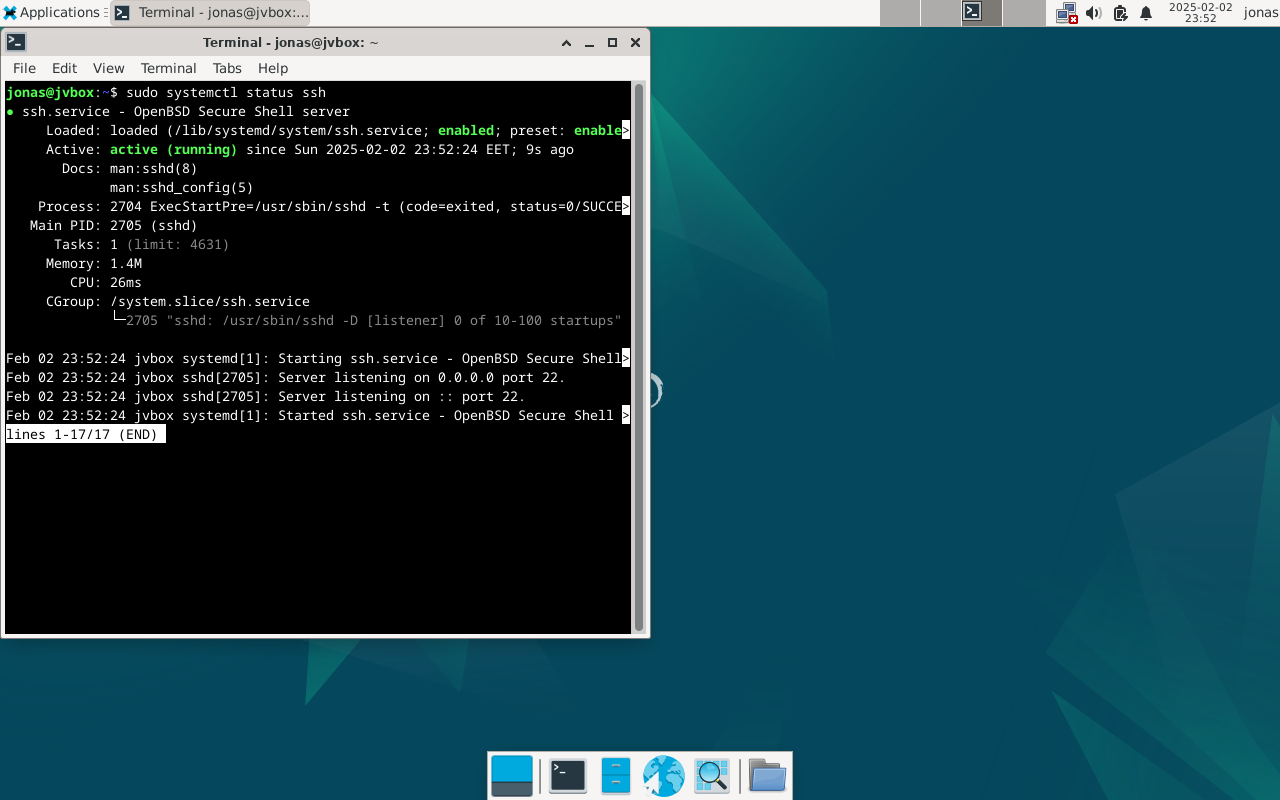 Applications
Terminal - jonas@jvbox:...
2025-02-02
23:52
jonas
Terminal - jonas@jvbox: ~
File Edit View Terminal Tabs Help
jonas@jvbox:~$ sudo systemctl status ssh
● ssh.service - OpenBSD Secure Shell server
Loaded: loaded (/lib/systemd/system/ssh.service; enabled; preset: enable>
Active: active (running) since Sun 2025-02-02 23:52:24 EET; 9s ago
Docs: man:sshd(8)
man:sshd_config(5)
Process: 2704 ExecStartPre=/usr/sbin/sshd -t (code=exited, status=0/SUCCE>
Main PID: 2705 (sshd)
Tasks: 1 (limit: 4631)
Memory: 1.4M
CPU: 26ms
CGroup: /system.slice/ssh.service
└─2705 "sshd: /usr/sbin/sshd -D [listener] 0 of 10-100 startups"
Feb 02 23:52:24 jvbox systemd[1]: Starting ssh.service - OpenBSD Secure Shell>
Feb 02 23:52:24 jvbox sshd[2705]: Server listening on 0.0.0.0 port 22.
Feb 02 23:52:24 jvbox sshd[2705]: Server listening on :: port 22.
Feb 02 23:52:24 jvbox systemd[1]: Started ssh.service - OpenBSD Secure Shell >
lines 1-17/17 (END)